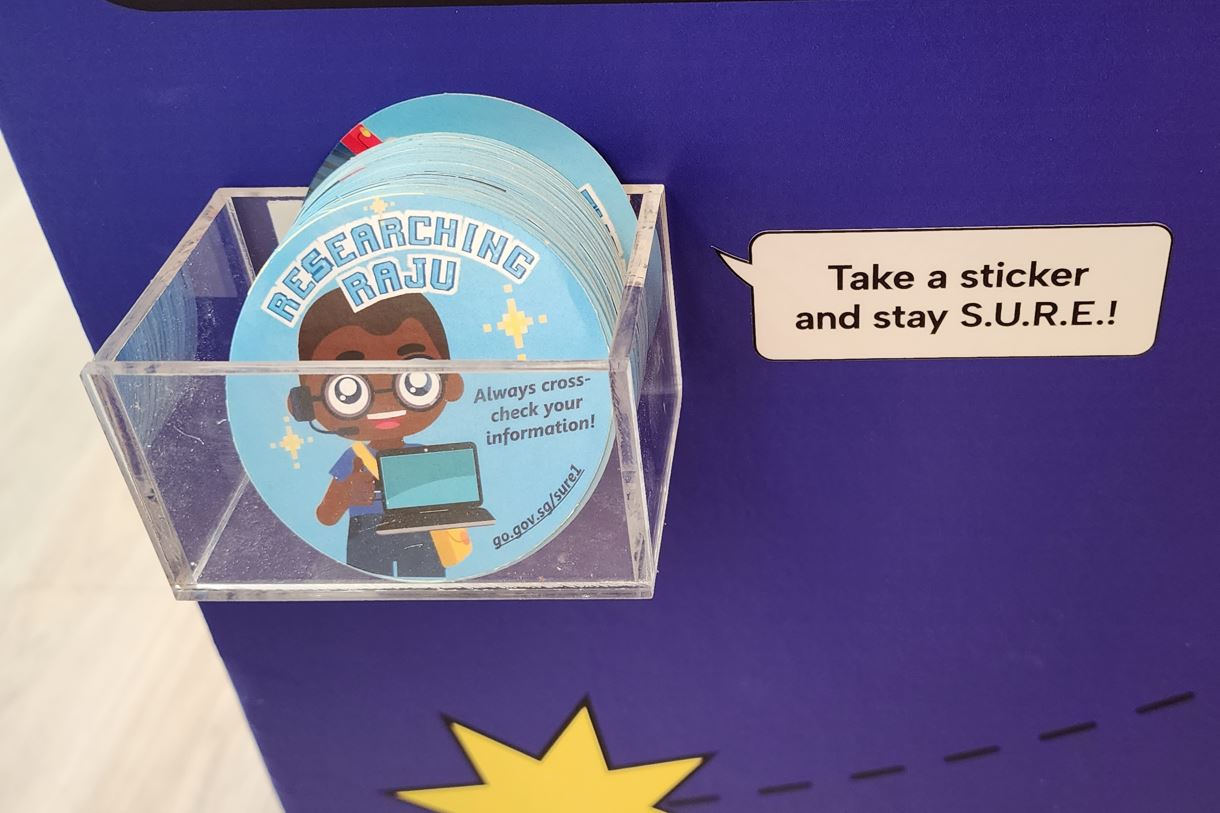 RESEARCHING
RAJU
Always cross-
check your
information!
go.gov.sg/sure1
Take a sticker
and stay S.U.R.E.!